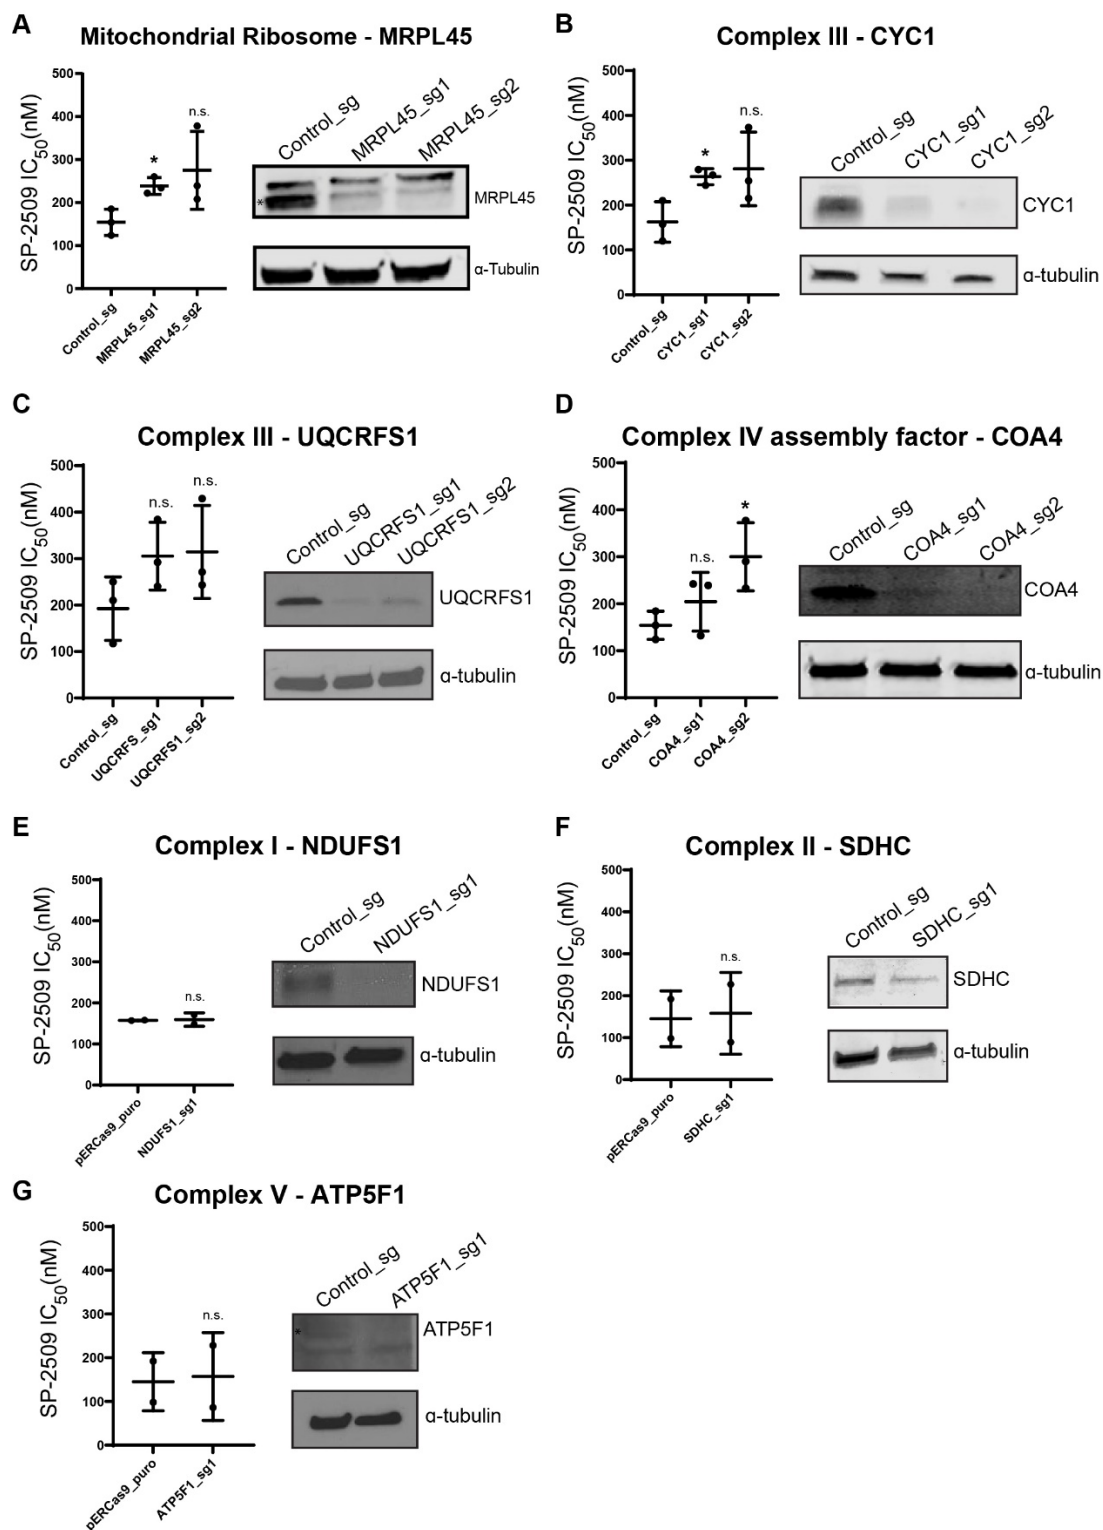 A
Mitochondrial Ribosome - MRPL45
SP-2509 IC50(nM)
500
400
300
200
100
0
*
n.s.
Control_sg
MRPL45_sg1
MRPL45_sg2
Control_sg
MRPL45_sg1
MRPL45_sg2
*
MRPL45
α-Tubulin
B
Complex III - CYC1
SP-2509 IC50(nM)
500
400
300
200
100
0
*
n.s.
Control_sg
CYC1_sg1
CYC1_sg2
Control_sg
CYC1_sg1
CYC1_sg2
CYC1
α-tubulin
C
Complex III - UQCRFS1
SP-2509 IC50(nM)
500
400
300
200
100
0
n.s.
n.s.
Control_sg
UQCRFS_sg1
UQCRFS1_sg2
Control_sg
UQCRFS1_sg1
UQCRFS1_sg2
UQCRFS1
α-tubulin
D
Complex IV assembly factor - COA4
SP-2509 IC50(nM)
500
400
300
200
100
0
n.s.
*
Control_sg
COA4_sg1
COA4_sg2
Control_sg
COA4_sg1
COA4_sg2
COA4
α-tubulin
E
Complex I - NDUFS1
SP-2509 IC50(nM)
500
400
300
200
100
0
n.s.
pERCas9_puro
NDUFS1_sg1
Control_sg
NDUFS1_sg1
NDUFS1
α-tubulin
F
Complex II - SDHC
SP-2509 IC50(nM)
500
400
300
200
100
0
n.s.
pERCas9_puro
SDHC_sg1
Control_sg
SDHC_sg1
SDHC
α-tubulin
G
Complex V - ATP5F1
SP-2509 IC50(nM)
500
400
300
200
100
0
n.s.
pERCas9_puro
ATP5F1_sg1
Control_sg
ATP5F1_sg1
*
ATP5F1
α-tubulin